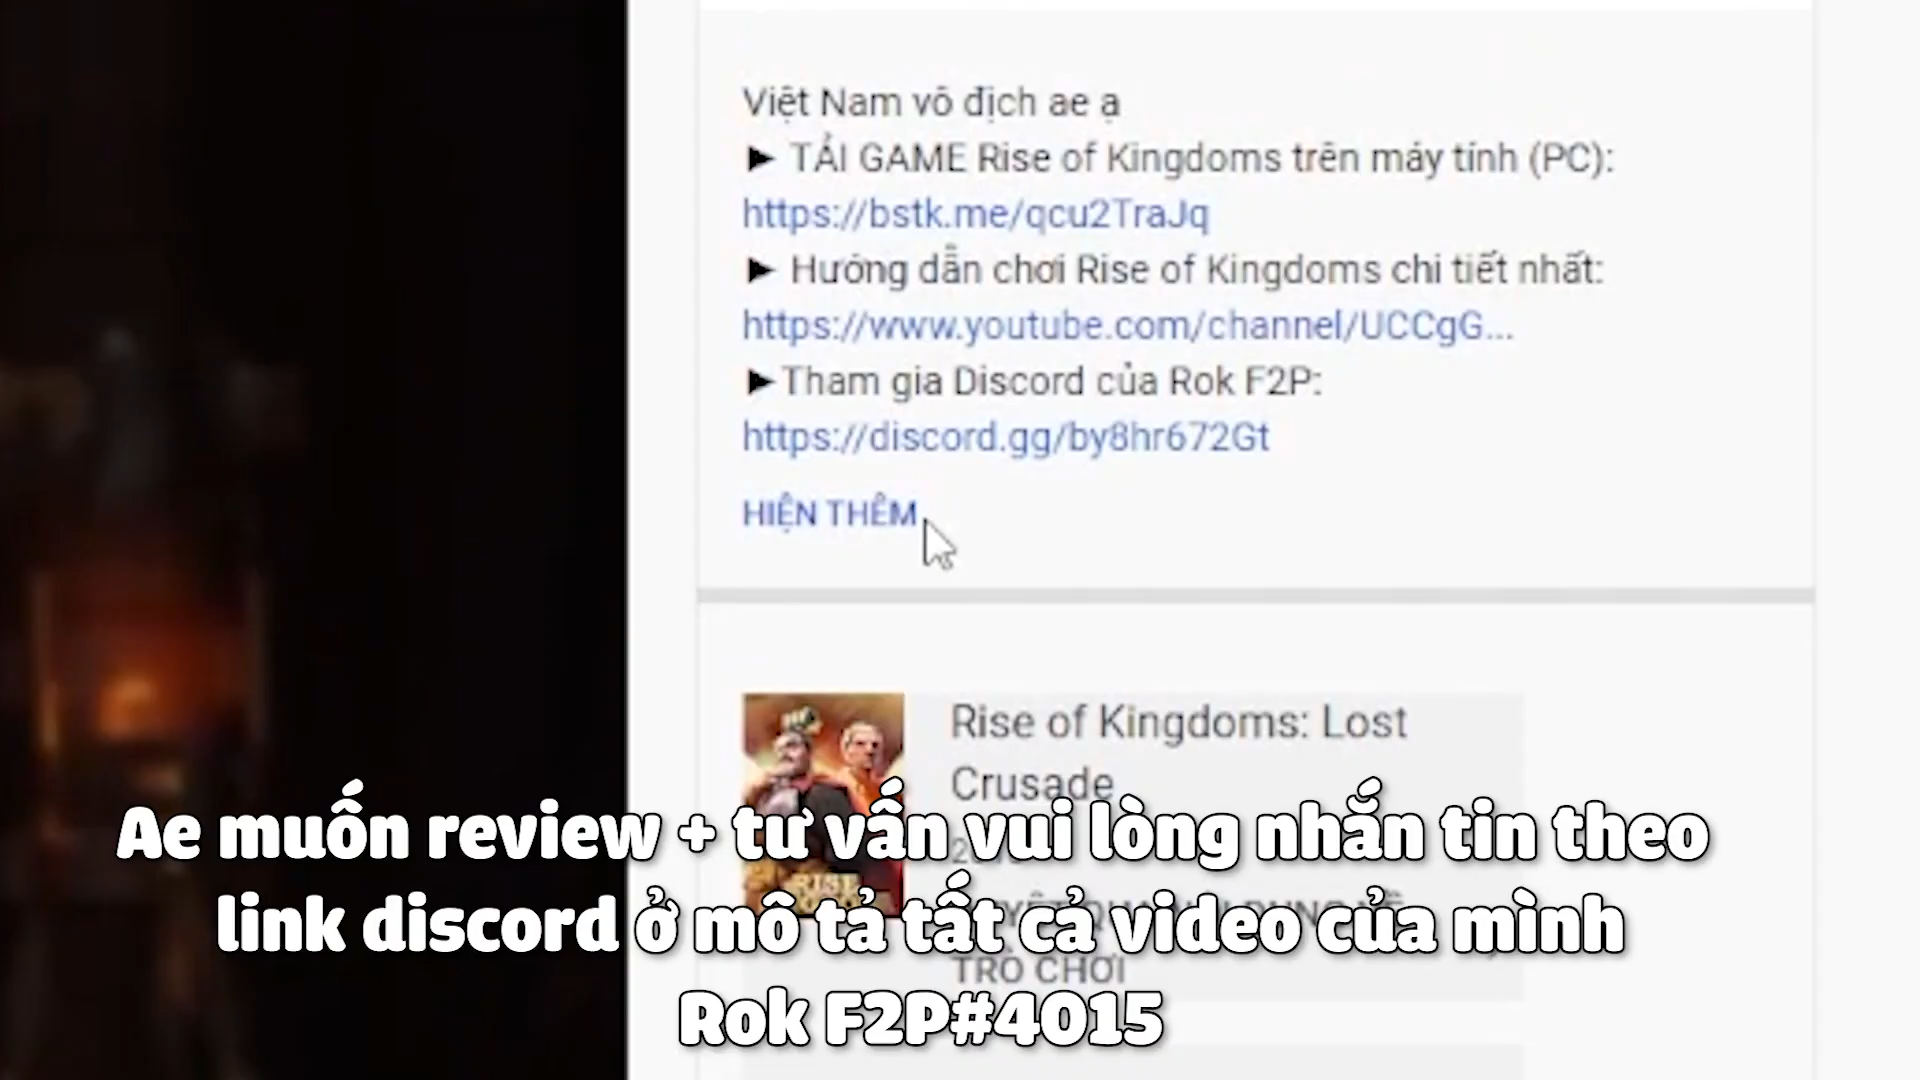 Việt Nam vô địch ae ạ
► TẢI GAME Rise of Kingdoms trên máy tính (PC):
https://bstk.me/qcu2TraJq
► Hướng dẫn chơi Rise of Kingdoms chi tiết nhất:
https://www.youtube.com/channel/UCCgG...
►Tham gia Discord của Rok F2P:
https://discord.gg/by8hr672Gt
HIỆN THÊM
Rise of Kingdoms: Lost
Crusade
Ae muốn review + tư vấn vui lòng nhắn tin theo
link discord ở mô tả tất cả video của mình
TRÒ CHƠI
Rok F2P#4015